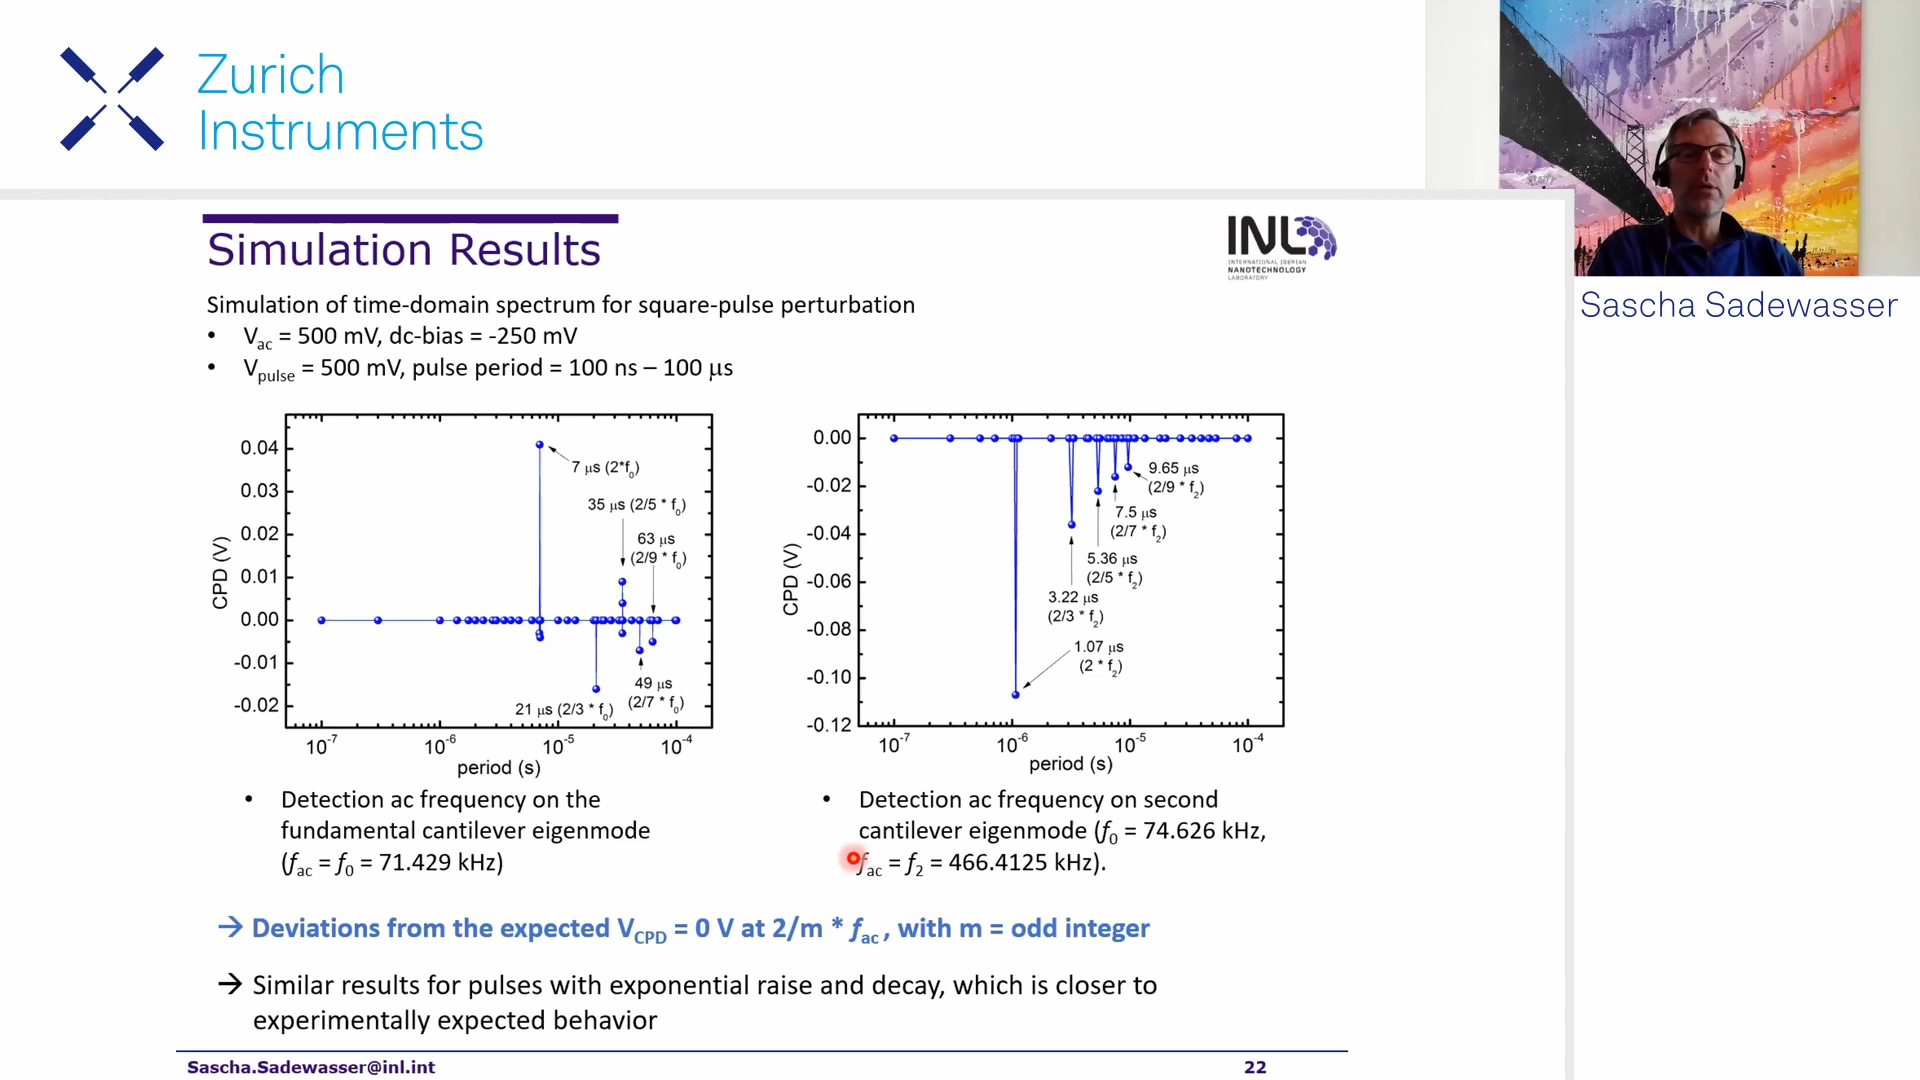 Zurich
Instruments
Sascha Sadewasser
Simulation Results
INL
INTERNATIONAL IBERIAN
NANOTECHNOLOGY
LABORATORY
Simulation of time-domain spectrum for square-pulse perturbation
• Vac = 500 mV, dc-bias = -250 mV
• Vpulse = 500 mV, pulse period = 100 ns – 100 μs
CPD (V)
0.04
0.03
0.02
0.01
0.00
-0.01
-0.02
7 μs (2*f0)
35 μs (2/5 * f0)
63 μs
(2/9 * f0)
49 μs
(2/7 * f0)
21 μs (2/3 * f0)
10-7
10-6
10-5
10-4
period (s)
CPD (V)
0.00
-0.02
-0.04
-0.06
-0.08
-0.10
-0.12
9.65 μs
(2/9 * f2)
7.5 μs
(2/7 * f2)
5.36 μs
(2/5 * f2)
3.22 μs
(2/3 * f2)
1.07 μs
(2 * f2)
10-7
10-6
10-5
10-4
period (s)
• Detection ac frequency on the
fundamental cantilever eigenmode
(fac = f0 = 71.429 kHz)
• Detection ac frequency on second
cantilever eigenmode (f0 = 74.626 kHz,
fac = f2 = 466.4125 kHz).
→ Deviations from the expected VCPD = 0 V at 2/m * fac, with m = odd integer
→ Similar results for pulses with exponential raise and decay, which is closer to
experimentally expected behavior
Sascha.Sadewasser@inl.int
22